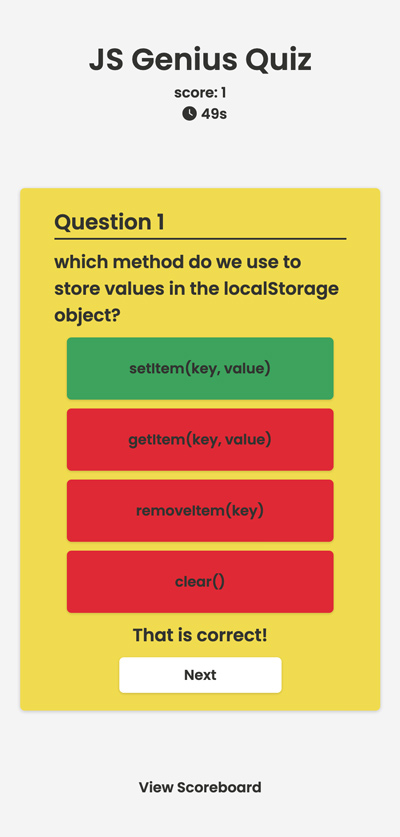 JS Genius Quiz
score: 1
49s
Question 1
which method do we use to
store values in the localStorage
object?
setItem(key, value)
getItem(key, value)
removeItem(key)
clear()
That is correct!
Next
View Scoreboard